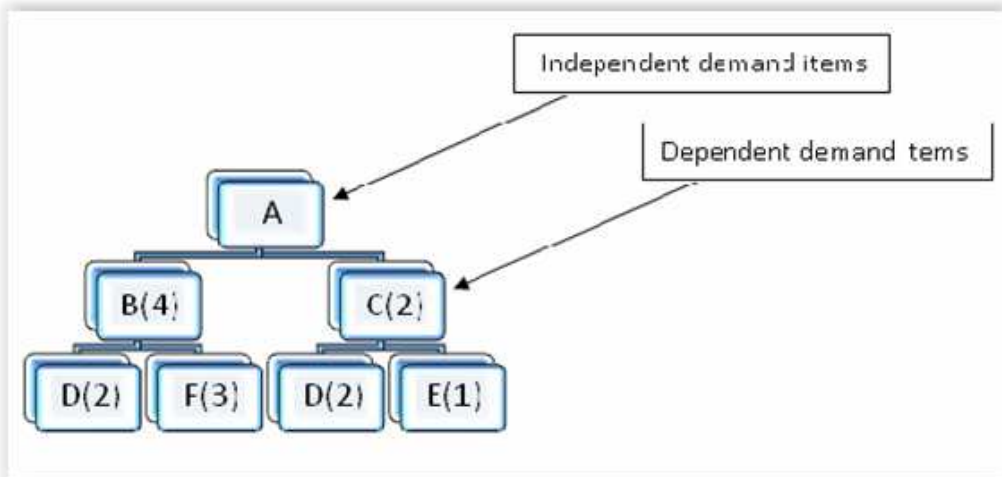 Independent demand items
Dependent demand tems
A
B(4)
C(2)
D(2)
F(3)
D(2)
E(1)